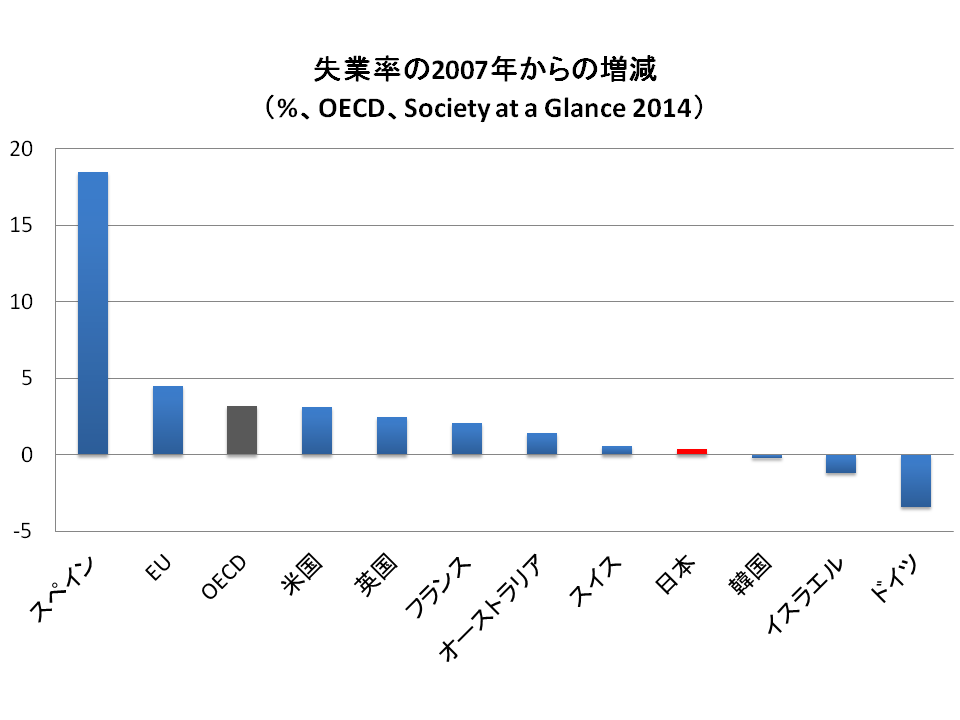 失業率の2007年からの増減
（%、OECD、Society at a Glance 2014）
20
15
10
5
0
-5
スペイン
EU
OECD
米国
英国
フランス
オーストラリア
スイス
日本
韓国
イスラエル
ドイツ